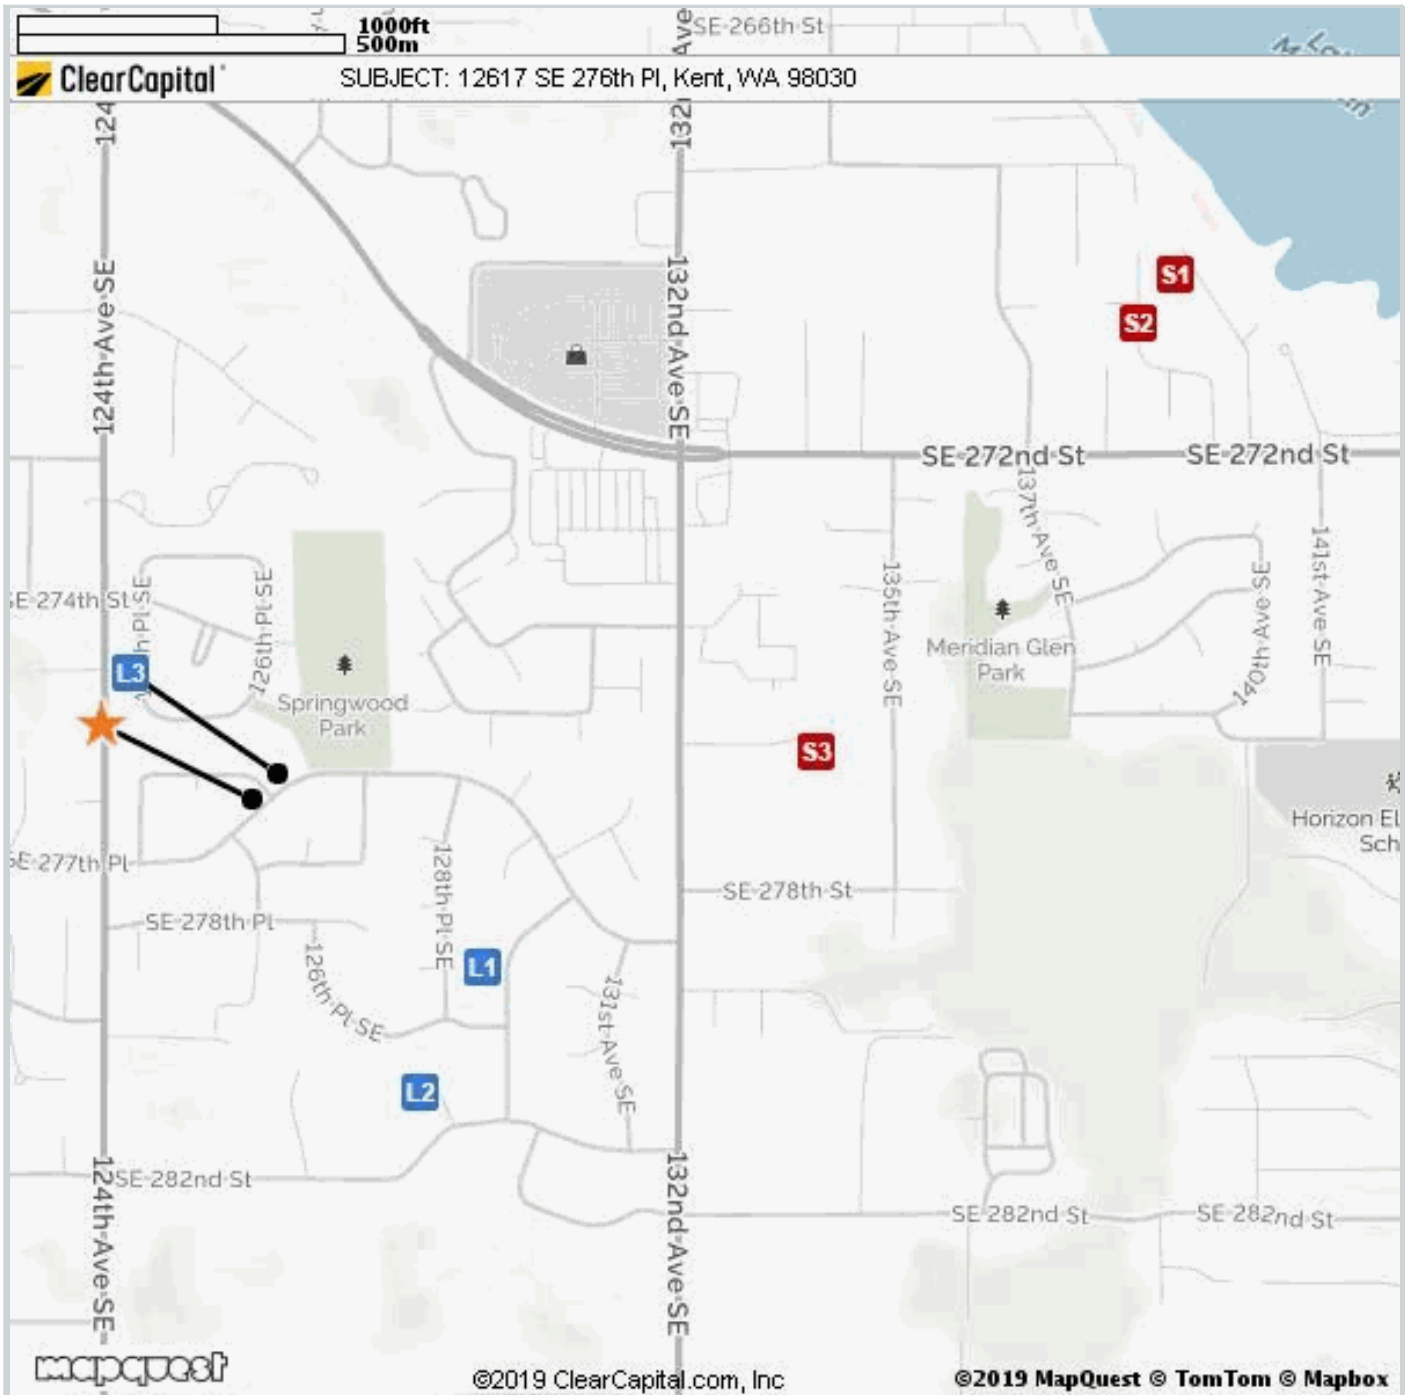 1000ft
500m
SE 266th St
ClearCapital
SUBJECT: 12617 SE 276th Pl, Kent, WA 98030
124
Ave
132n
124th Ave SE
132nd Ave SE
S1
S2
SE 272nd St
SE 272nd St
137th Ave SE
135th Ave SE
140th Ave SE
141st Ave SE
SE 274th St
126th Pl SE
L3
Springwood
Park
Meridian Glen
Park
S3
Horizon El
Sch
SE 277th Pl
SE 278th St
SE 278th Pl
128th Pl SE
126th Pl SE
L1
131st Ave SE
L2
124th Ave SE
SE 282nd St
132nd Ave SE
SE 282nd St
SE 282nd St
mapquest
©2019 ClearCapital.com, Inc
©2019 MapQuest © TomTom © Mapbox